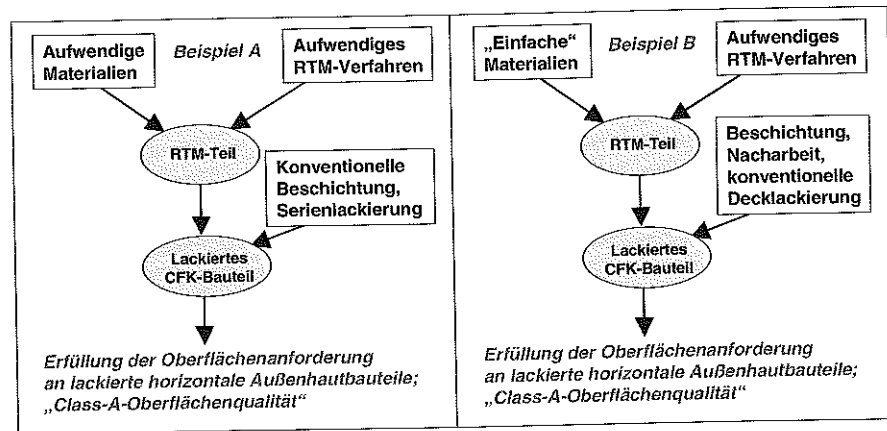 Beispiel A
Aufwendige
Materialien
Aufwendiges
RTM-Verfahren
RTM-Teil
Konventionelle
Beschichtung,
Serienlackierung
Lackiertes
CFK-Bauteil
Erfüllung der Oberflächenanforderung
an lackierte horizontale Außenhautbauteile;
„Class-A-Oberflächenqualität“
Beispiel B
„Einfache“
Materialien
Aufwendiges
RTM-Verfahren
RTM-Teil
Beschichtung,
Nacharbeit,
konventionelle
Decklackierung
Lackiertes
CFK-Bauteil
Erfüllung der Oberflächenanforderung
an lackierte horizontale Außenhautbauteile;
„Class-A-Oberflächenqualität“